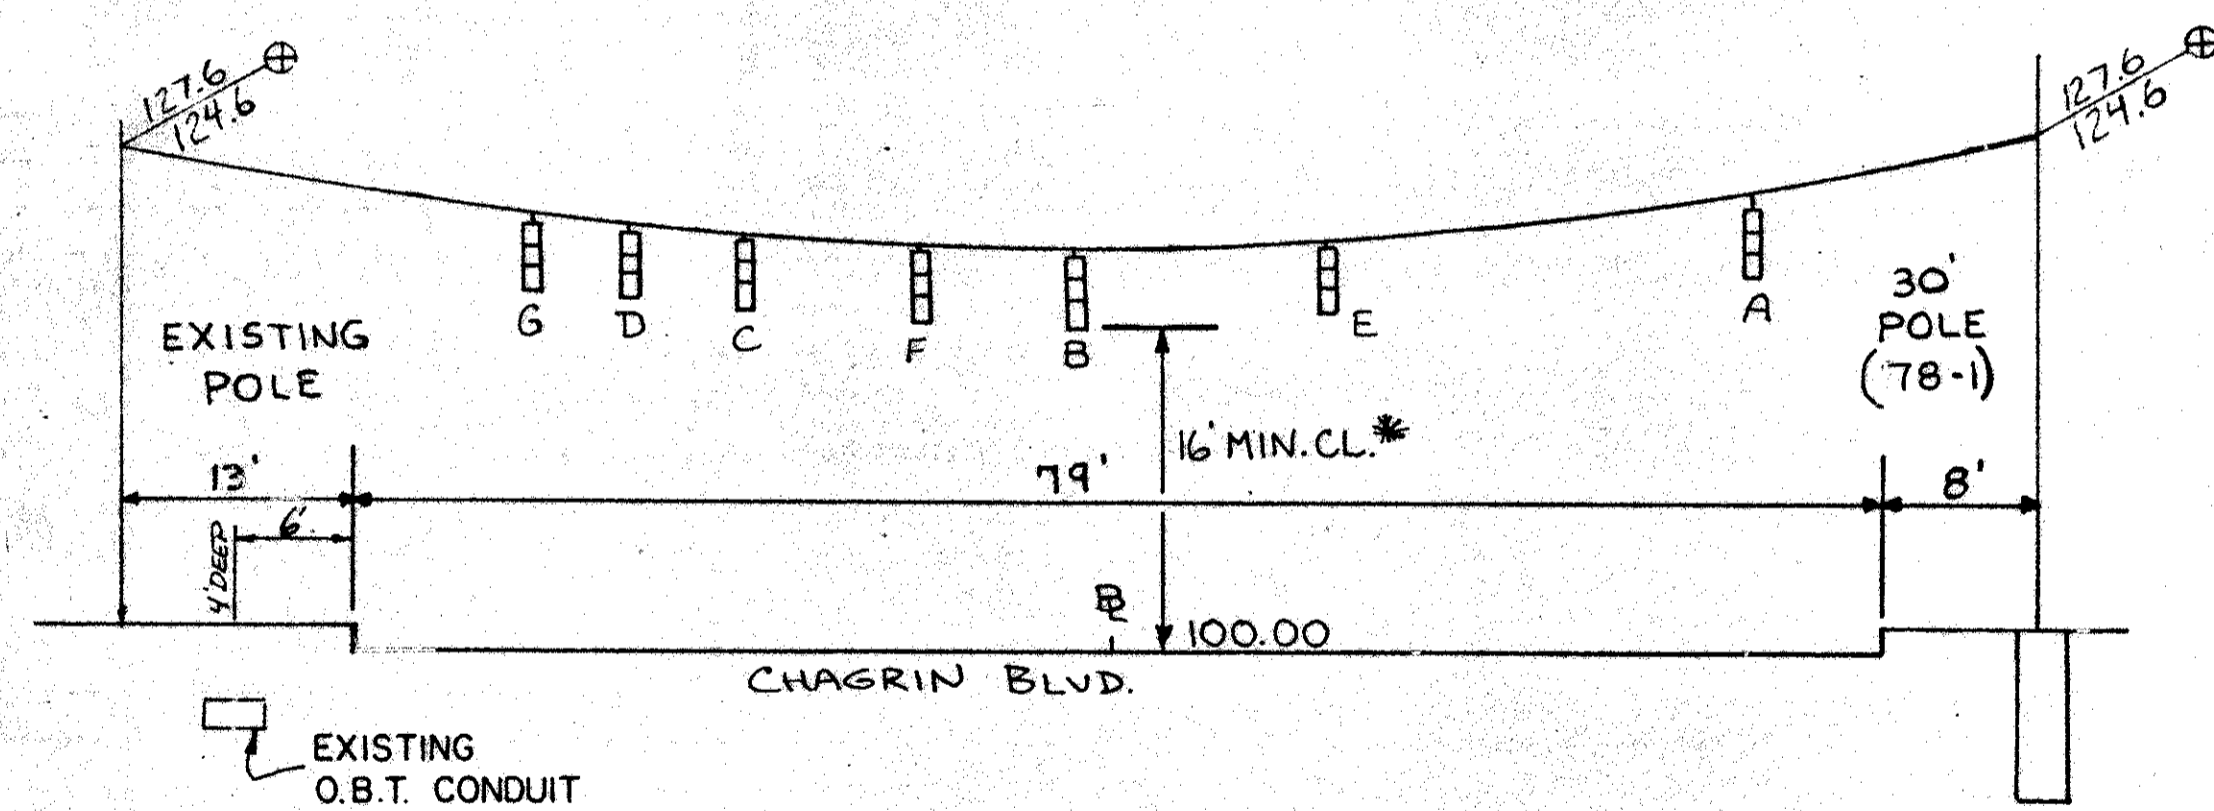 127.6
124.6
127.6
124.6
G
D
C
F
B
E
A
EXISTING
POLE
30'
POLE
(78-1)
16' MIN. CL.*
13'
79'
8'
6'
4' DEEP
100.00
CHAGRIN BLVD.
EXISTING
O.B.T. CONDUIT